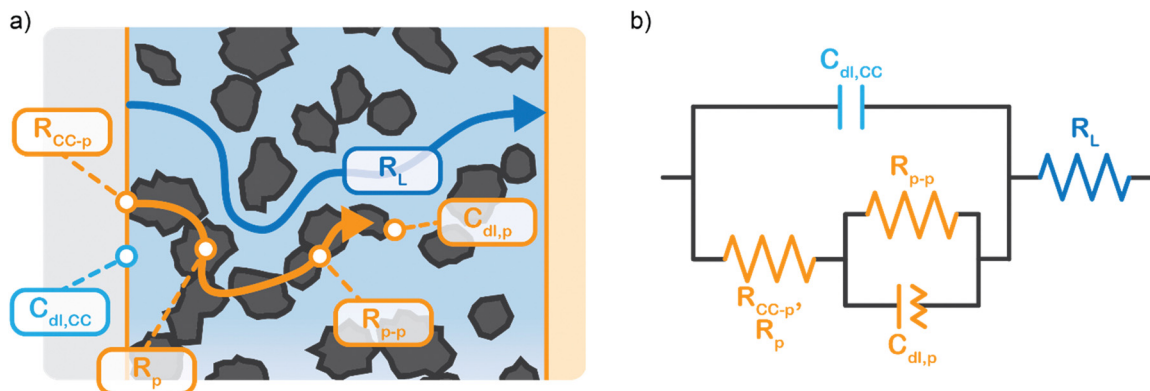 a)
R_CC-p
R_L
C_dl,p
C_dl,CC
R_p-p
R_p
b)
C_dl,CC
R_L
R_p-p
R_CC-p,
R_p
C_dl,p